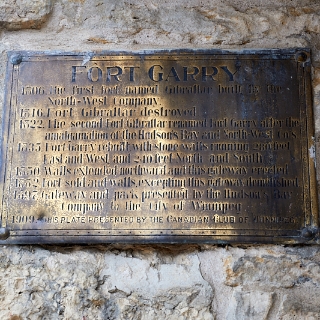 FORT GARRY
1806. The first fort named Gibraltar built by the
North-West Company.
1816. Fort Gibraltar destroyed.
1822. The second Fort Gibraltar renamed Fort Garry after the
amalgamation of the Hudson's Bay and North-West Co's.
1835. Fort Garry rebuilt with stone walls running 280 feet
East and West and 240 feet North and South.
1850. Walls extended northward and this gateway erected.
1882. Fort sold and walls, excepting this gateway demolished.
1897. Gateway and park presented by the Hudson's Bay
Company to the City of Winnipeg.
1909. THIS PLATE PRESENTED BY THE CANADIAN CLUB OF WINNIPEG.